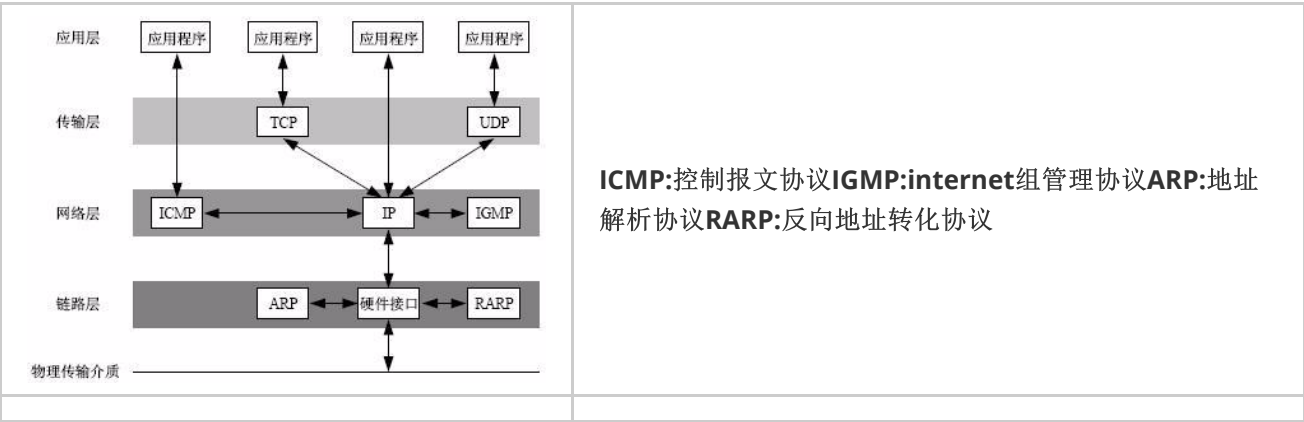 应用层 应用程序 应用程序 应用程序 应用程序
传输层 TCP UDP
网络层 ICMP IP IGMP
链路层 ARP 硬件接口 RARP
物理传输介质
ICMP:控制报文协议IGMP:internet组管理协议ARP:地址
解析协议RARP:反向地址转化协议